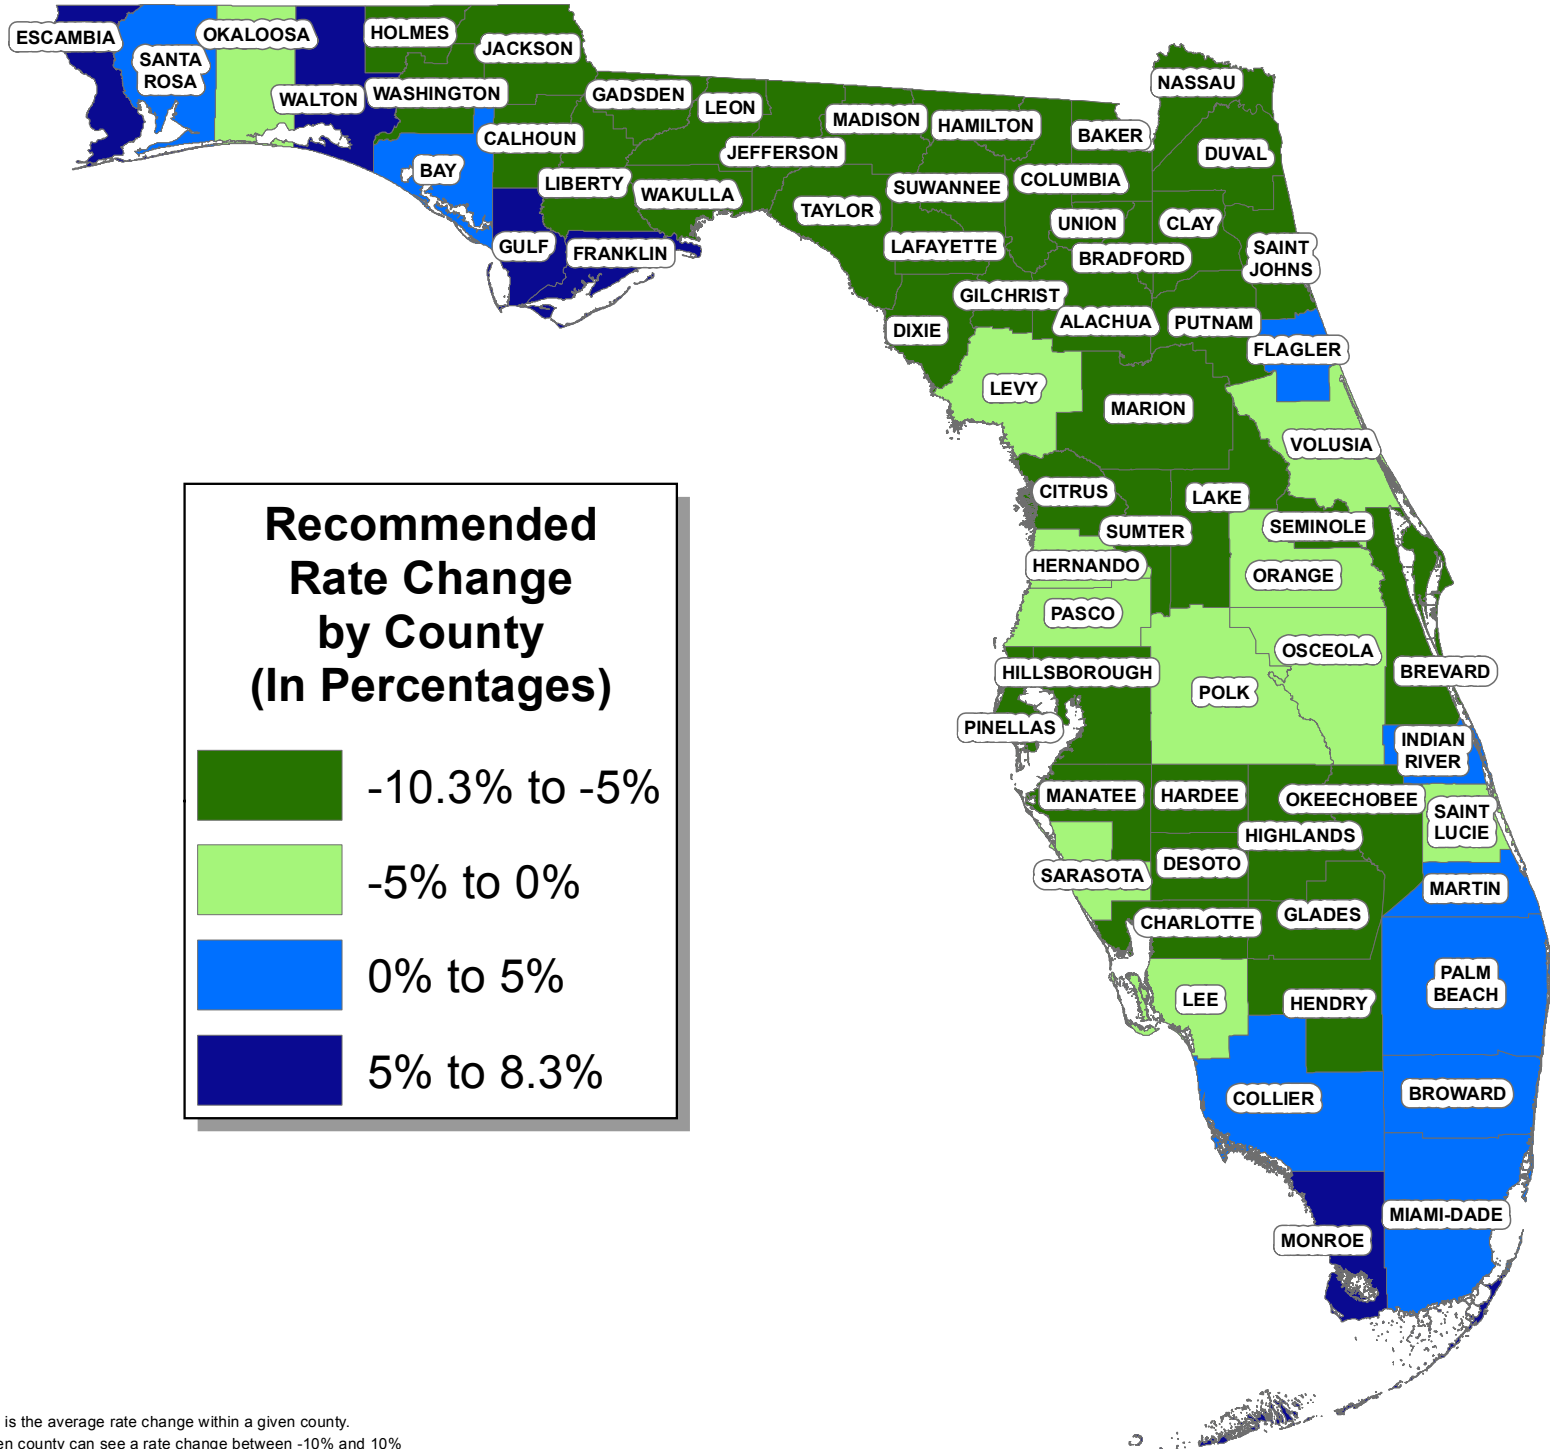 ESCAMBIA
SANTA
ROSA
OKALOOSA
WALTON
HOLMES
JACKSON
WASHINGTON
BAY
CALHOUN
GULF
GADSDEN
LIBERTY
FRANKLIN
LEON
WAKULLA
JEFFERSON
MADISON
TAYLOR
HAMILTON
SUWANNEE
LAFAYETTE
DIXIE
COLUMBIA
GILCHRIST
BAKER
UNION
BRADFORD
ALACHUA
NASSAU
DUVAL
CLAY
SAINT
JOHNS
PUTNAM
FLAGLER
LEVY
MARION
VOLUSIA
CITRUS
LAKE
SUMTER
SEMINOLE
HERNANDO
ORANGE
PASCO
OSCEOLA
HILLSBOROUGH
POLK
BREVARD
PINELLAS
INDIAN
RIVER
MANATEE
HARDEE
OKEECHOBEE
SAINT
LUCIE
HIGHLANDS
DESOTO
SARASOTA
MARTIN
CHARLOTTE
GLADES
PALM
BEACH
LEE
HENDRY
COLLIER
BROWARD
MIAMI-DADE
MONROE
Recommended
Rate Change
by County
(In Percentages)
-10.3% to -5%
-5% to 0%
0% to 5%
5% to 8.3%
is the average rate change within a given county.
en county can see a rate change between -10% and 10%